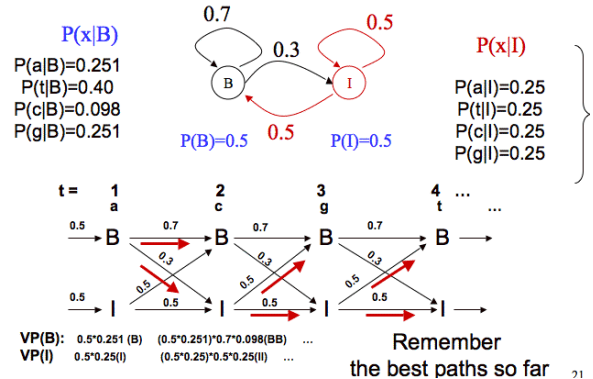 0.7
0.5
P(x|B)
0.3
P(x|I)
P(a|B)=0.251
P(t|B)=0.40
P(c|B)=0.098
P(g|B)=0.251
B
I
P(a|I)=0.25
P(t|I)=0.25
P(c|I)=0.25
P(g|I)=0.25
0.5
P(B)=0.5
P(I)=0.5
t = 1 2 3 4 ...
a c g t ...
0.5 B 0.7 B 0.7 B 0.7 B
0.3 0.3 0.3
0.5 0.5 0.5
0.5 I 0.5 I 0.5 I 0.5 I
VP(B): 0.5*0.251 (B) (0.5*0.251)*0.7*0.098(BB) ...
VP(I) 0.5*0.25(I) (0.5*0.25)*0.5*0.25(II) ...
Remember
the best paths so far
21